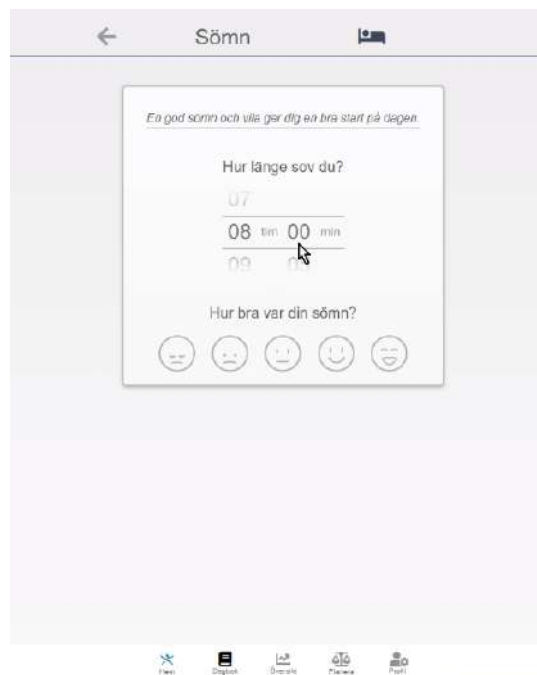 Sömn
En god sömn och vila ger dig en bra start på dagen.
Hur länge sov du?
07
08 tim 00 min
09
Hur bra var din sömn?
Hem Dagbok Översikt Planera Profil